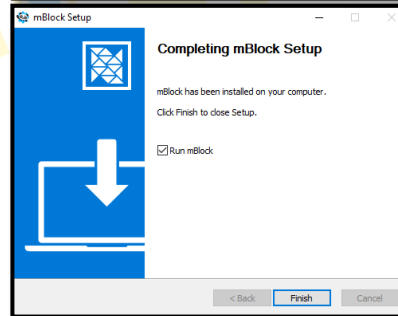 mBlock Setup
Completing mBlock Setup
mBlock has been installed on your computer.
Click Finish to close Setup.
Run mBlock
< Back Finish Cancel